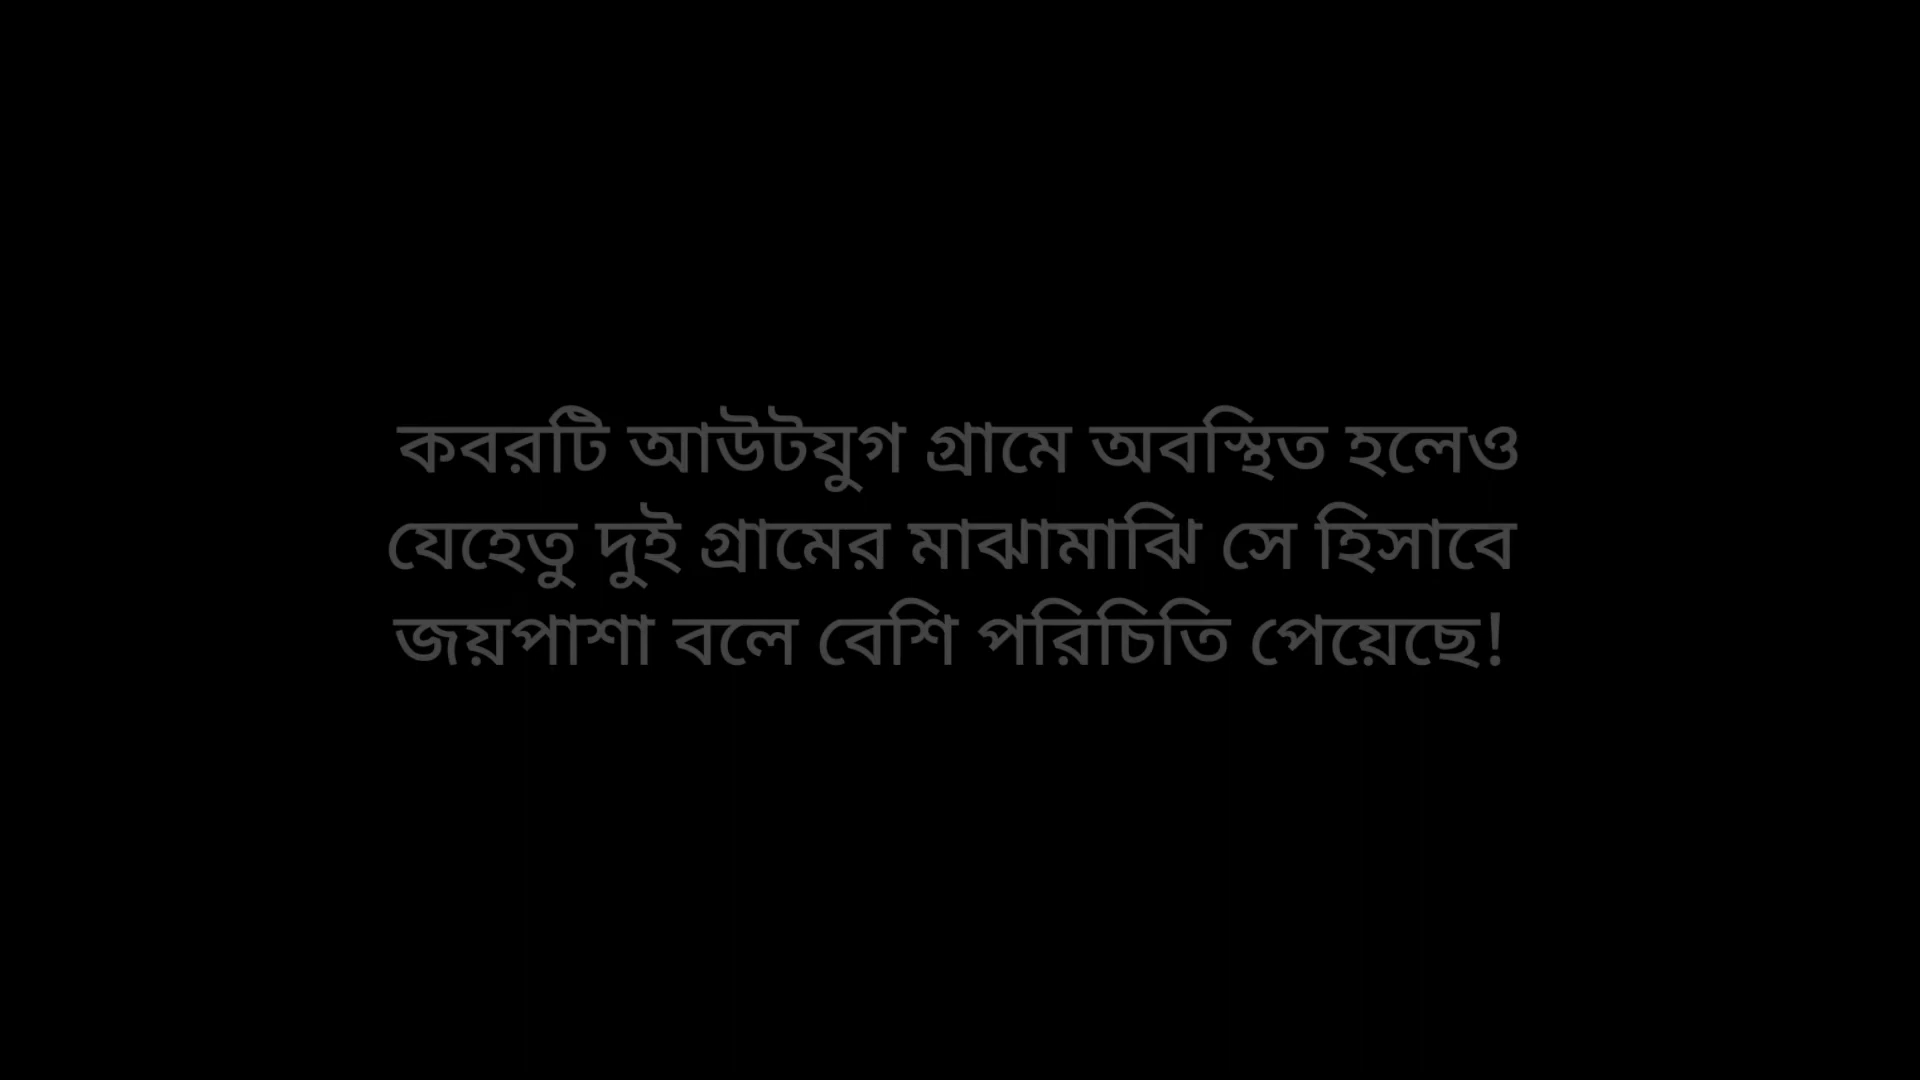 কবরটি আউটযুগ গ্রামে অবস্থিত হলেও
যেহেতু দুই গ্রামের মাঝামাঝি সে হিসাবে
জয়পাশা বলে বেশি পরিচিতি পেয়েছে!